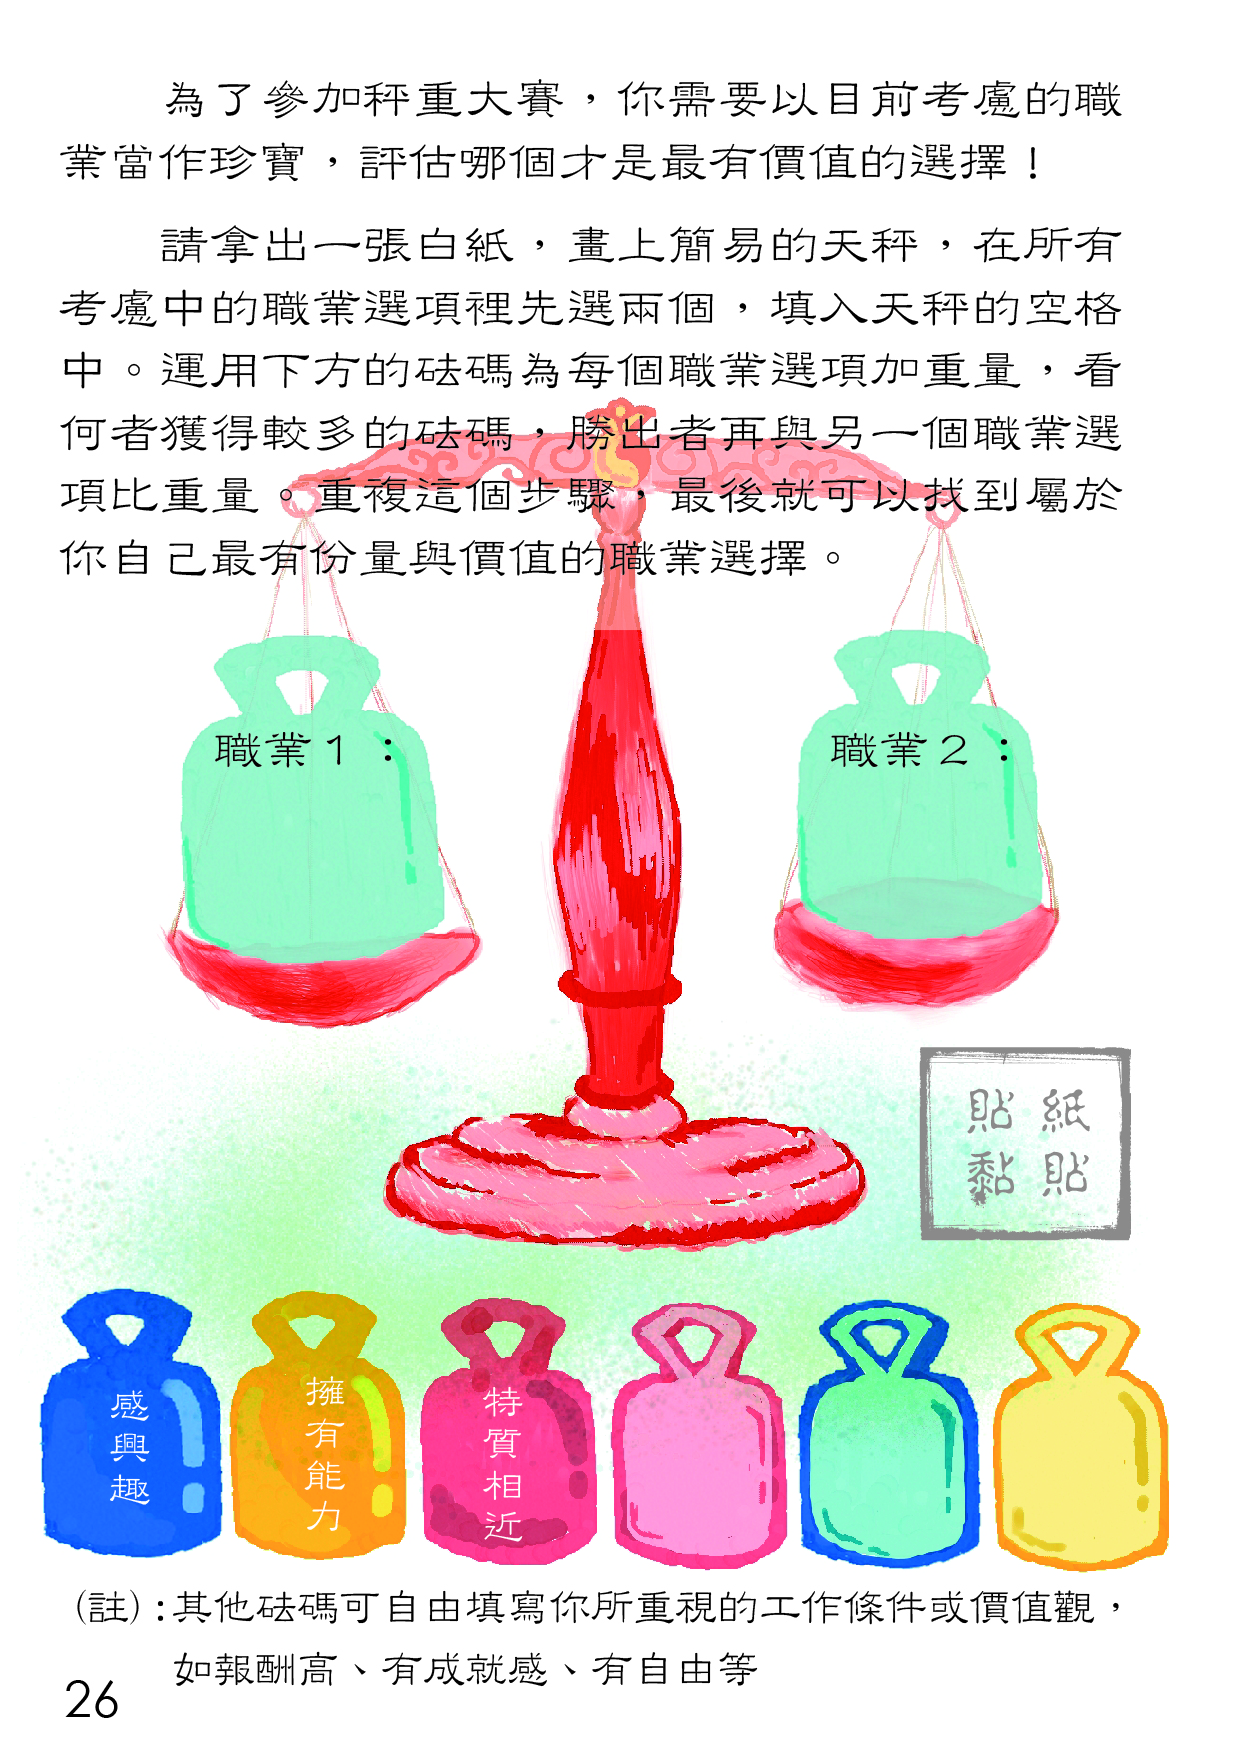 為了參加秤重大賽，你需要以目前考慮的職
業當作珍寶，評估哪個才是最有價值的選擇！
請拿出一張白紙，畫上簡易的天秤，在所有
考慮中的職業選項裡先選兩個，填入天秤的空格
中。運用下方的砝碼為每個職業選項加重量，看
何者獲得較多的砝碼，勝出者再與另一個職業選
項比重量。重複這個步驟，最後就可以找到屬於
你自己最有份量與價值的職業選擇。
職業1：
職業2：
貼紙
黏貼
感興趣
擁有能力
特質相近
（註）：其他砝碼可自由填寫你所重視的工作條件或價值觀，
如報酬高、有成就感、有自由等
26